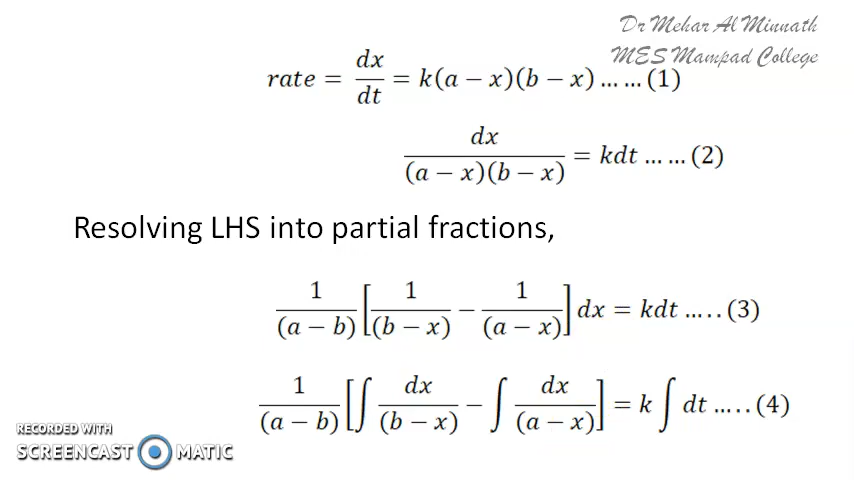 Dr Mehar Al Minnath
MES Mampad College
rate = dx/dt = k(a − x)(b − x) ... ... (1)
dx/((a − x)(b − x)) = kdt ... ... (2)
Resolving LHS into partial fractions,
1/(a − b) [1/(b − x) − 1/(a − x)] dx = kdt ... . . (3)
1/(a − b) [∫ dx/(b − x) − ∫ dx/(a − x)] = k ∫ dt ... . . (4)
RECORDED WITH
SCREENCAST MATIC